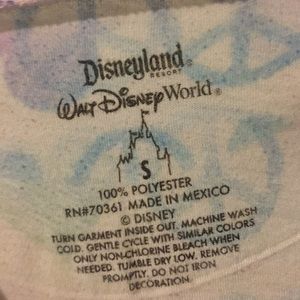 Disneyland
RESORT
WALT DISNEY World®
S
100% POLYESTER
RN#70361 MADE IN MEXICO
© DISNEY
TURN GARMENT INSIDE OUT. MACHINE WASH
COLD. GENTLE CYCLE WITH SIMILAR COLORS
ONLY NON-CHLORINE BLEACH WHEN
NEEDED. TUMBLE DRY LOW. REMOVE
PROMPTLY. DO NOT IRON
DECORATION.